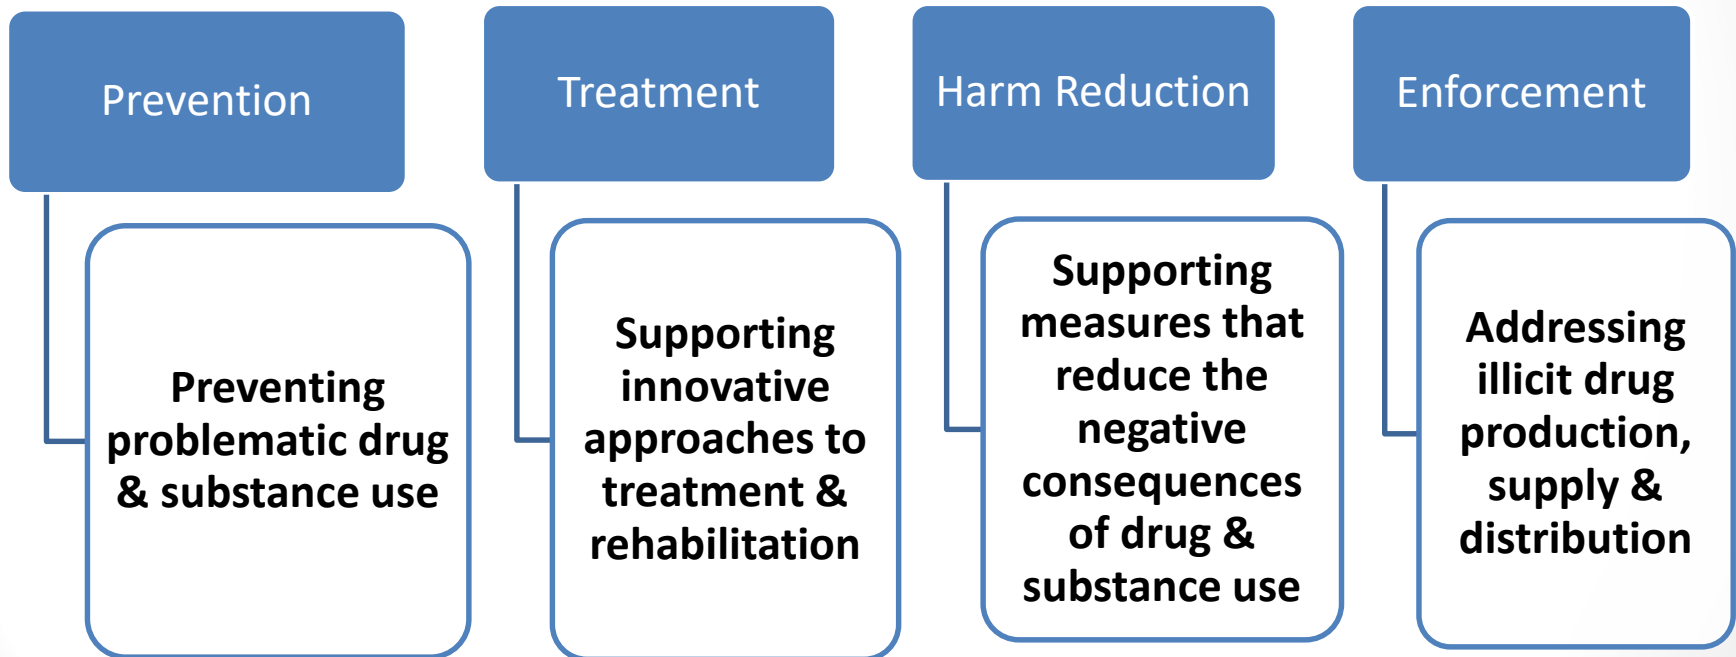 Prevention
Preventing
problematic drug
& substance use
Treatment
Supporting
innovative
approaches to
treatment &
rehabilitation
Harm Reduction
Supporting
measures that
reduce the
negative
consequences
of drug &
substance use
Enforcement
Addressing
illicit drug
production,
supply &
distribution